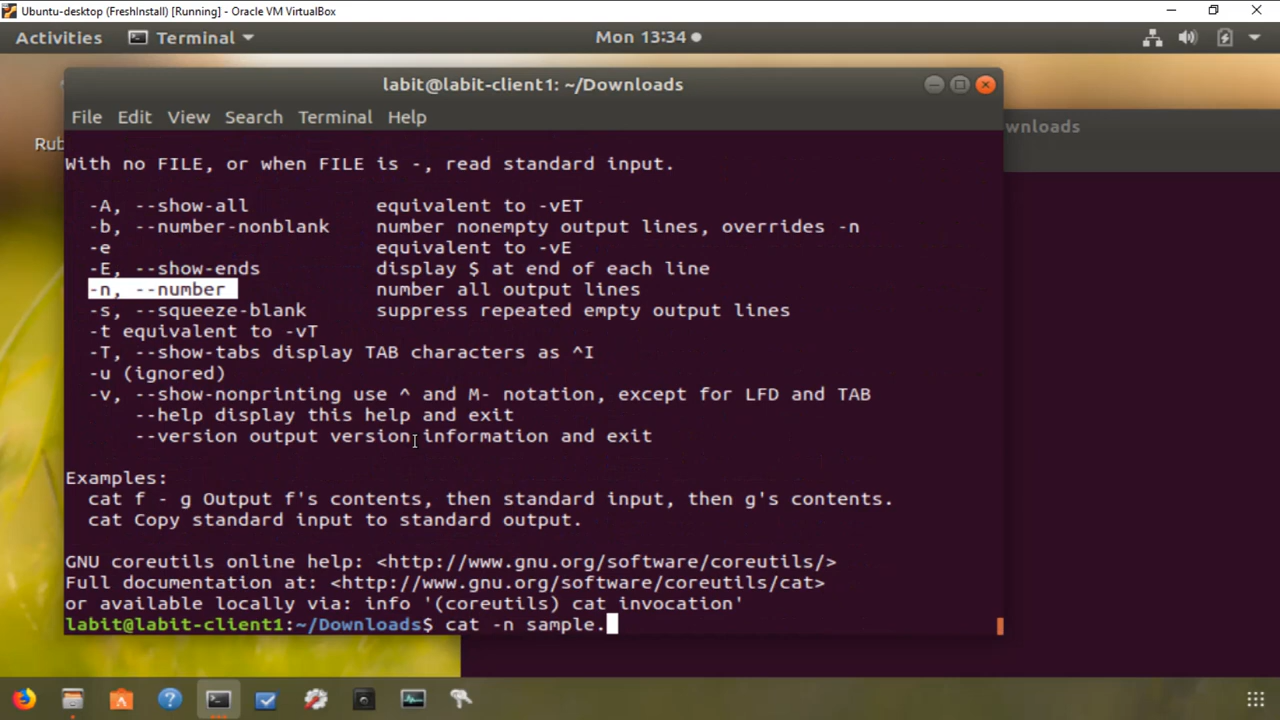 Ubuntu-desktop (FreshInstall) [Running] - Oracle VM VirtualBox
Activities Terminal Mon 13:34
labit@labit-client1: ~/Downloads
File Edit View Search Terminal Help
wnloads
Rub
With no FILE, or when FILE is -, read standard input.
-A, --show-all equivalent to -vET
-b, --number-nonblank number nonempty output lines, overrides -n
-e equivalent to -vE
-E, --show-ends display $ at end of each line
-n, --number number all output lines
-s, --squeeze-blank suppress repeated empty output lines
-t equivalent to -vT
-T, --show-tabs display TAB characters as ^I
-u (ignored)
-v, --show-nonprinting use ^ and M- notation, except for LFD and TAB
--help display this help and exit
--version output version information and exit
Examples:
cat f - g Output f's contents, then standard input, then g's contents.
cat Copy standard input to standard output.
GNU coreutils online help: <http://www.gnu.org/software/coreutils/>
Full documentation at: <http://www.gnu.org/software/coreutils/cat>
or available locally via: info '(coreutils) cat invocation'
labit@labit-client1:~/Downloads$ cat -n sample.